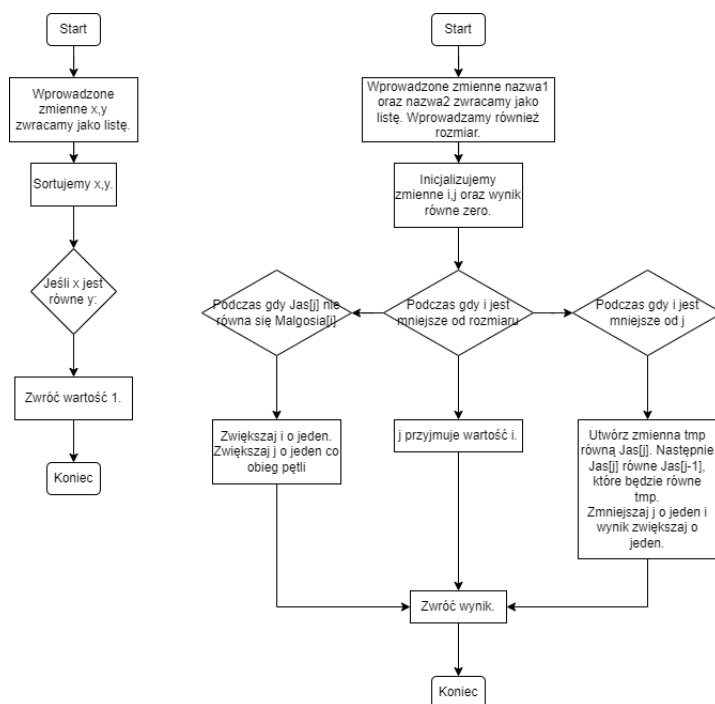 Start
Wprowadzone
zmienne x,y
zwracamy jako listę.
Sortujemy x,y.
Jeśli x jest
równe y:
Zwróć wartość 1.
Koniec
Start
Wprowadzone zmienne nazwa1
oraz nazwa2 zwracamy jako
listę. Wprowadzamy również
rozmiar.
Inicjalizujemy
zmienne i,j oraz wynik
równe zero.
Podczas gdy Jas[j] nie
równa się Malgosia[i]
Podczas gdy i jest
mniejsze od rozmiaru
Podczas gdy i jest
mniejsze od j
Zwiększaj i o jeden.
Zwiększaj j o jeden co
obieg pętli
j przyjmuje wartość i.
Utwórz zmienna tmp
równą Jas[j]. Następnie
Jas[j] równe Jas[j-1],
które będzie równe
tmp.
Zmniejszaj j o jeden i
wynik zwiększaj o
jeden.
Zwróć wynik.
Koniec